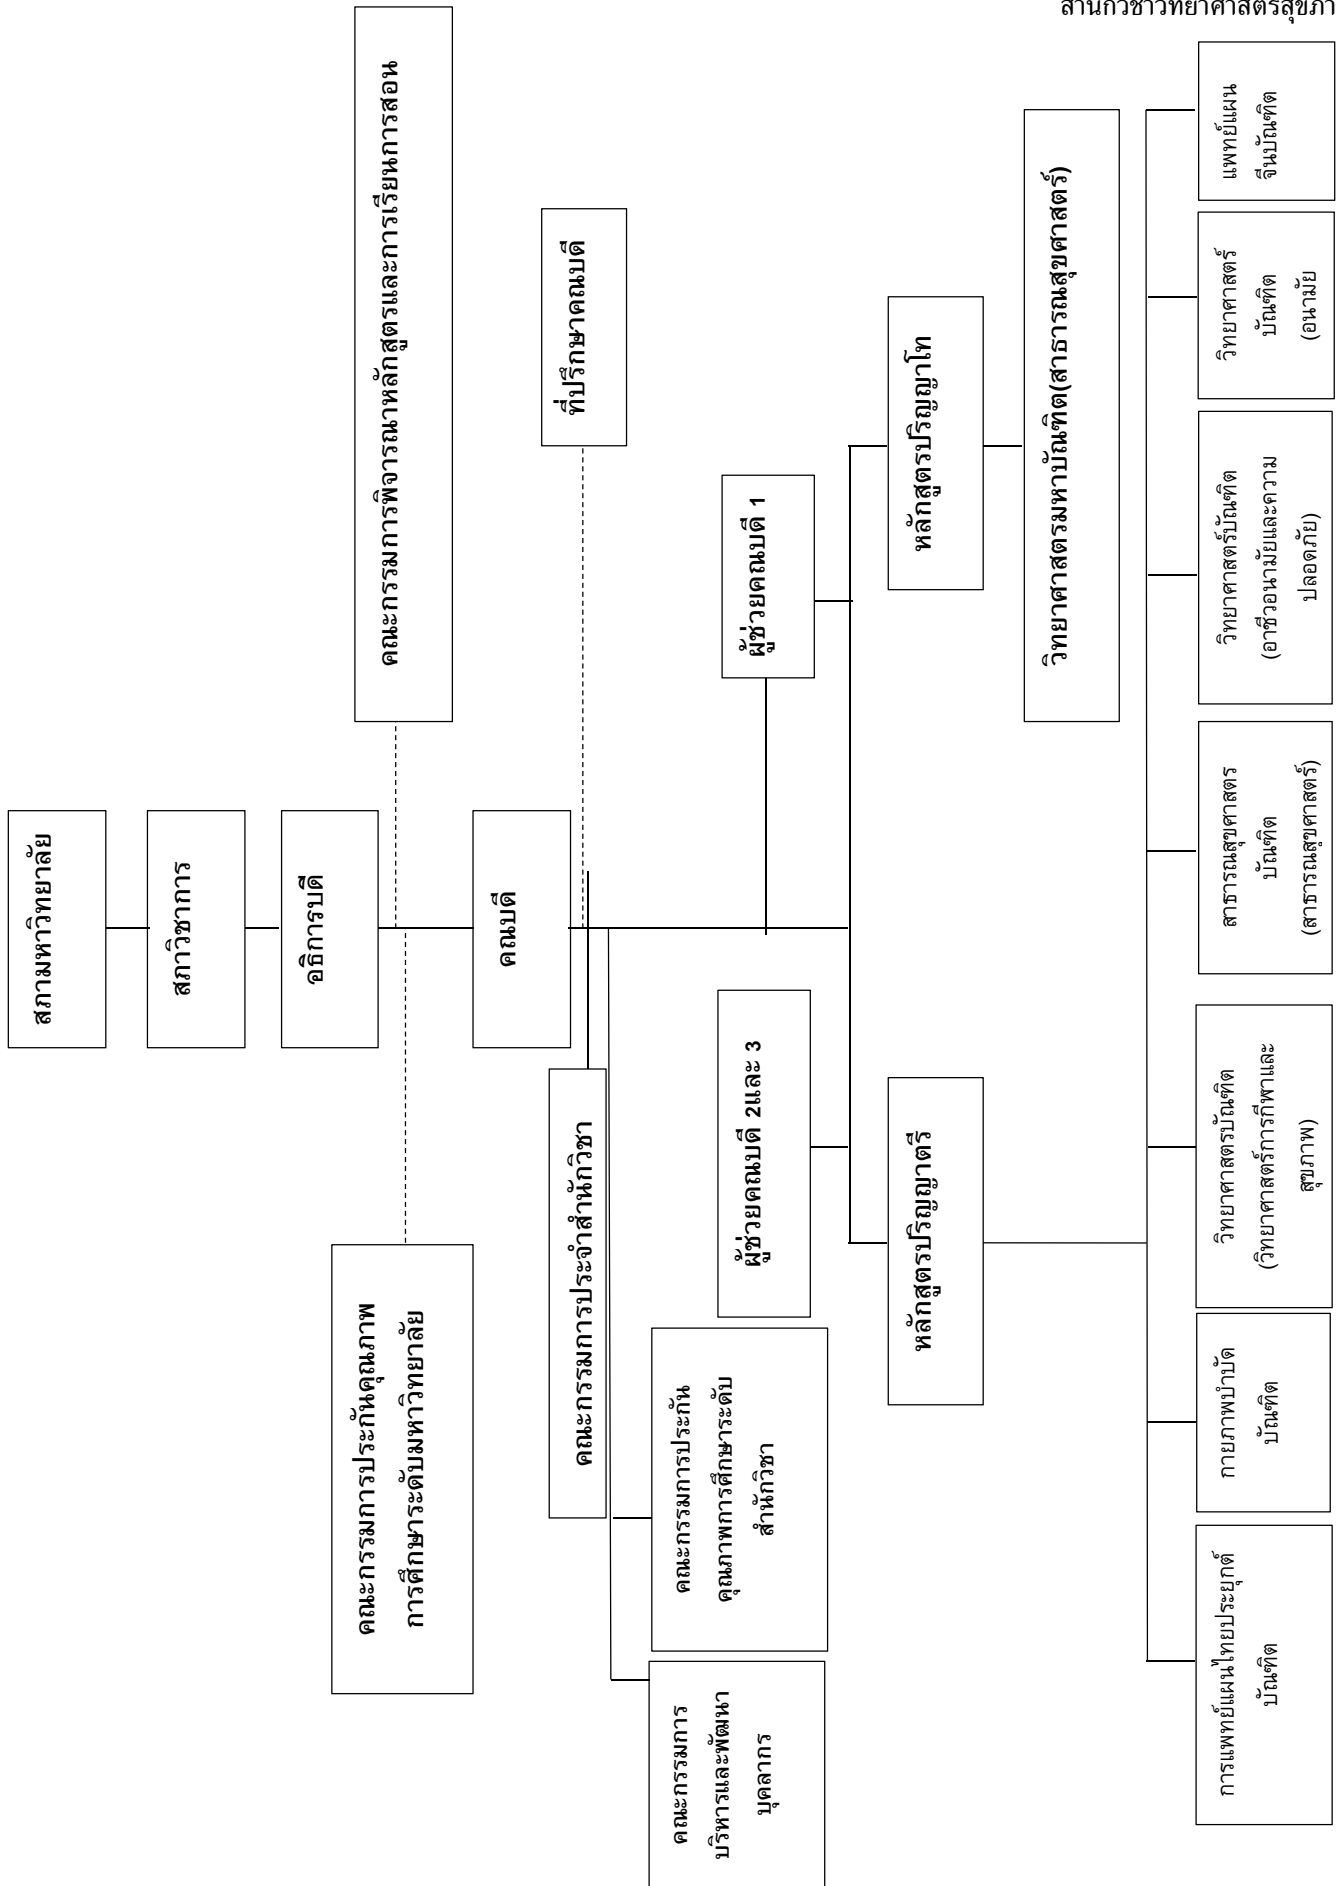 สำนักวิชาวิทยาศาสตร์สุขภา
สภามหาวิทยาลัย
สภาวิชาการ
อธิการบดี
คณะกรรมการประกันคุณภาพ
การศึกษาระดับมหาวิทยาลัย
คณะกรรมการพิจารณาหลักสูตรและการเรียนการสอน
คณบดี
ที่ปรึกษาคณบดี
คณะกรรมการประจำสำนักวิชา
คณะกรรมการ
บริหารและพัฒนา
บุคลากร
คณะกรรมการประกัน
คุณภาพการศึกษาระดับ
สำนักวิชา
ผู้ช่วยคณบดี 2และ 3
ผู้ช่วยคณบดี 1
หลักสูตรปริญญาตรี
หลักสูตรปริญญาโท
วิทยาศาสตรมหาบัณฑิต(สาธารณสุขศาสตร์)
การแพทย์แผนไทยประยุกต์
บัณฑิต
กายภาพบำบัด
บัณฑิต
วิทยาศาสตรบัณฑิต
(วิทยาศาสตร์การกีฬาและ
สุขภาพ)
สาธารณสุขศาสตร
บัณฑิต
(สาธารณสุขศาสตร์)
วิทยาศาสตร์บัณฑิต
(อาชีวอนามัยและความ
ปลอดภัย)
วิทยาศาสตร์
บัณฑิต
(อนามัย
แพทย์แผน
จีนบัณฑิต